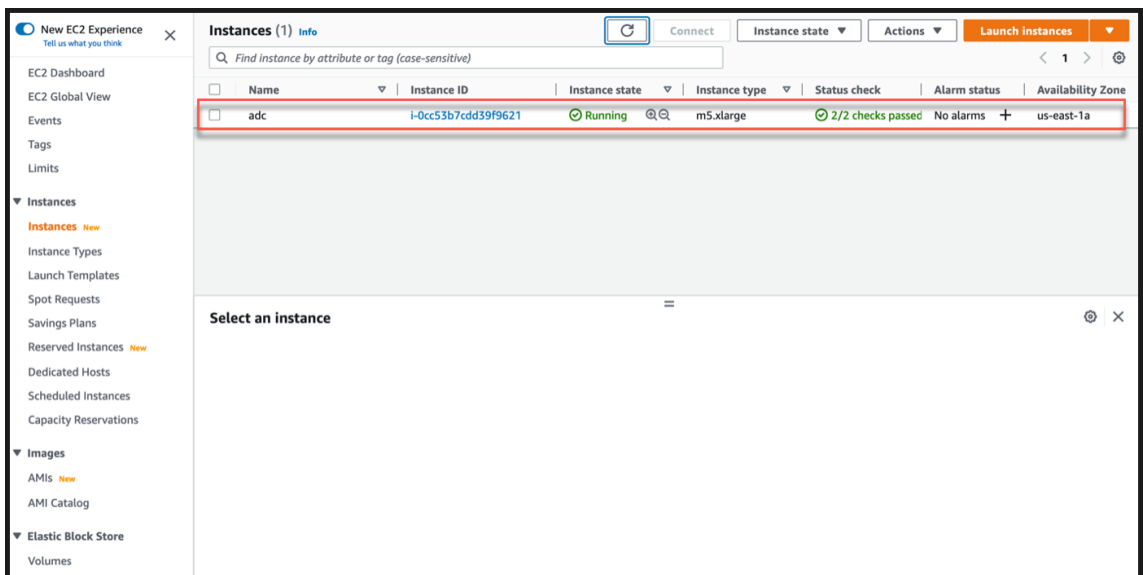 New EC2 Experience
Tell us what you think
EC2 Dashboard
EC2 Global View
Events
Tags
Limits
Instances
Instances New
Instance Types
Launch Templates
Spot Requests
Savings Plans
Reserved Instances New
Dedicated Hosts
Scheduled Instances
Capacity Reservations
Images
AMIs New
AMI Catalog
Elastic Block Store
Volumes
Instances (1) Info
Connect Instance state Actions Launch instances
Find instance by attribute or tag (case-sensitive)
1
Name Instance ID Instance state Instance type Status check Alarm status Availability Zone
adc i-0cc53b7cdd39f9621 Running m5.xlarge 2/2 checks passed No alarms + us-east-1a
Select an instance